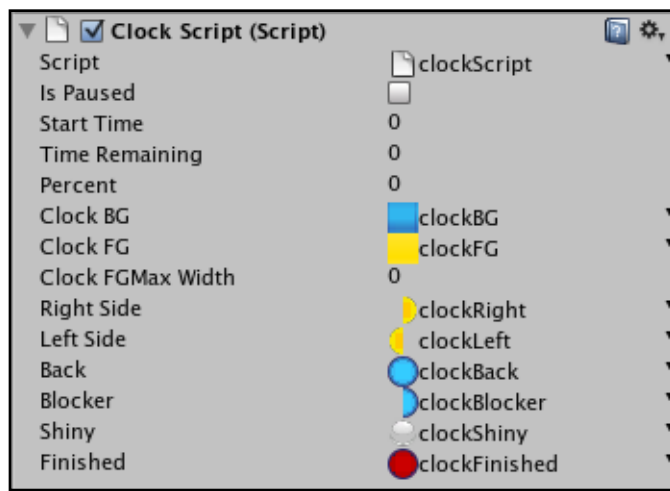 Clock Script (Script)
Script clockScript
Is Paused
Start Time 0
Time Remaining 0
Percent 0
Clock BG clockBG
Clock FG clockFG
Clock FGMax Width 0
Right Side clockRight
Left Side clockLeft
Back clockBack
Blocker clockBlocker
Shiny clockShiny
Finished clockFinished